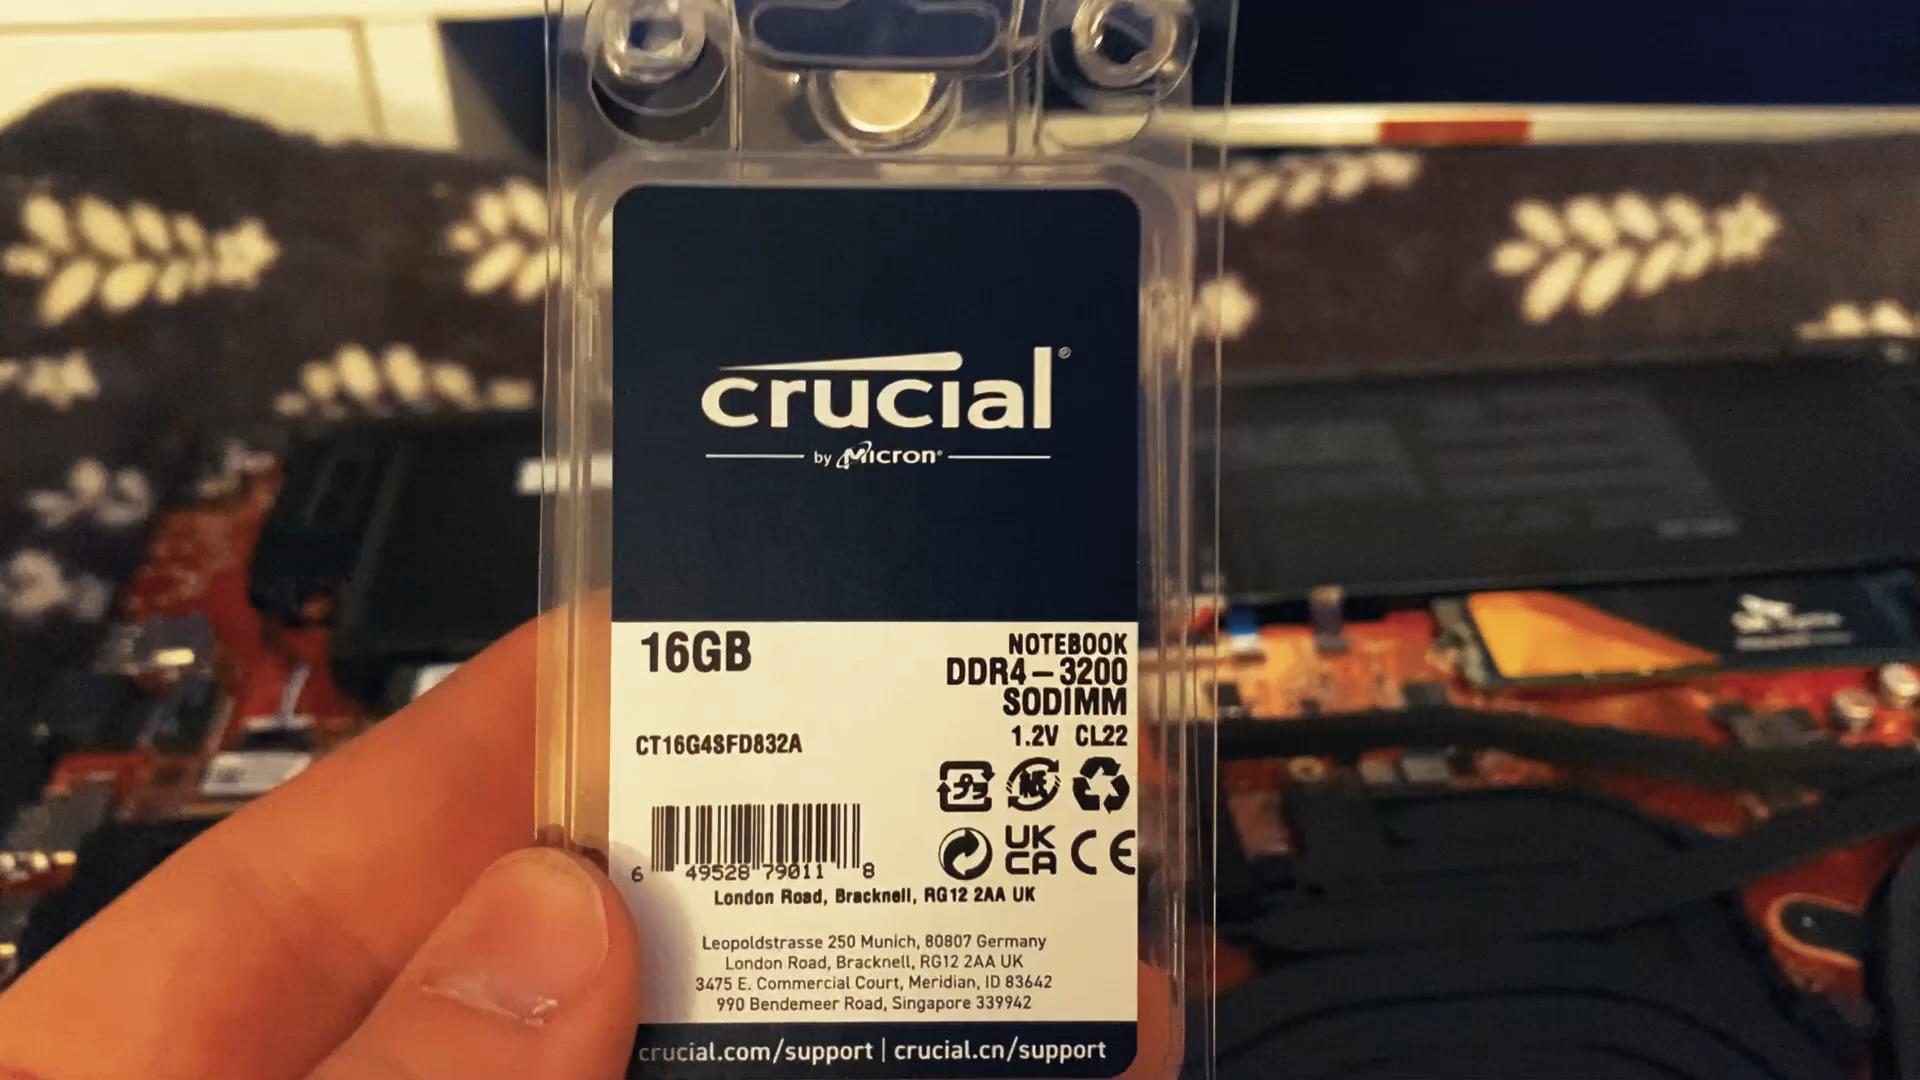 crucial®
by Micron®
16GB
NOTEBOOK
DDR4-3200
SODIMM
1.2V CL22
CT16G4SFD832A
UK
CA
CE
6 49528 79011 8
London Road, Bracknell, RG12 2AA UK
Leopoldstrasse 250 Munich, 80807 Germany
London Road, Bracknell, RG12 2AA UK
3475 E. Commercial Court, Meridian, ID 83642
990 Bendemeer Road, Singapore 339942
crucial.com/support | crucial.cn/support